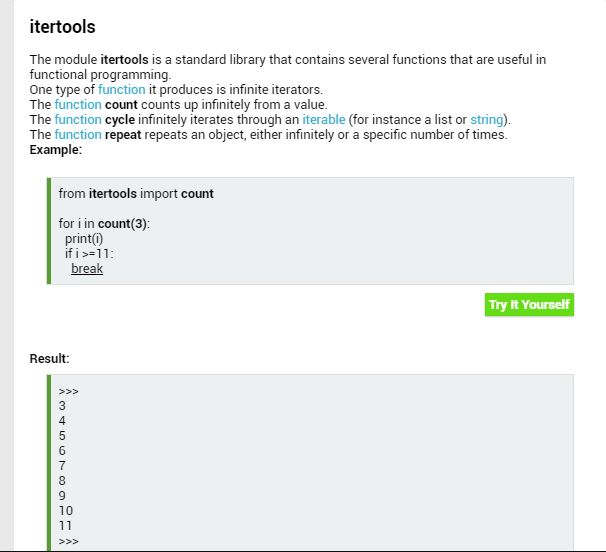 itertools
The module itertools is a standard library that contains several functions that are useful in
functional programming.
One type of function it produces is infinite iterators.
The function count counts up infinitely from a value.
The function cycle infinitely iterates through an iterable (for instance a list or string).
The function repeat repeats an object, either infinitely or a specific number of times.
Example:
from itertools import count
for i in count(3):
print(i)
if i >=11:
break
Try It Yourself
Result:
>>>
3
4
5
6
7
8
9
10
11
>>>